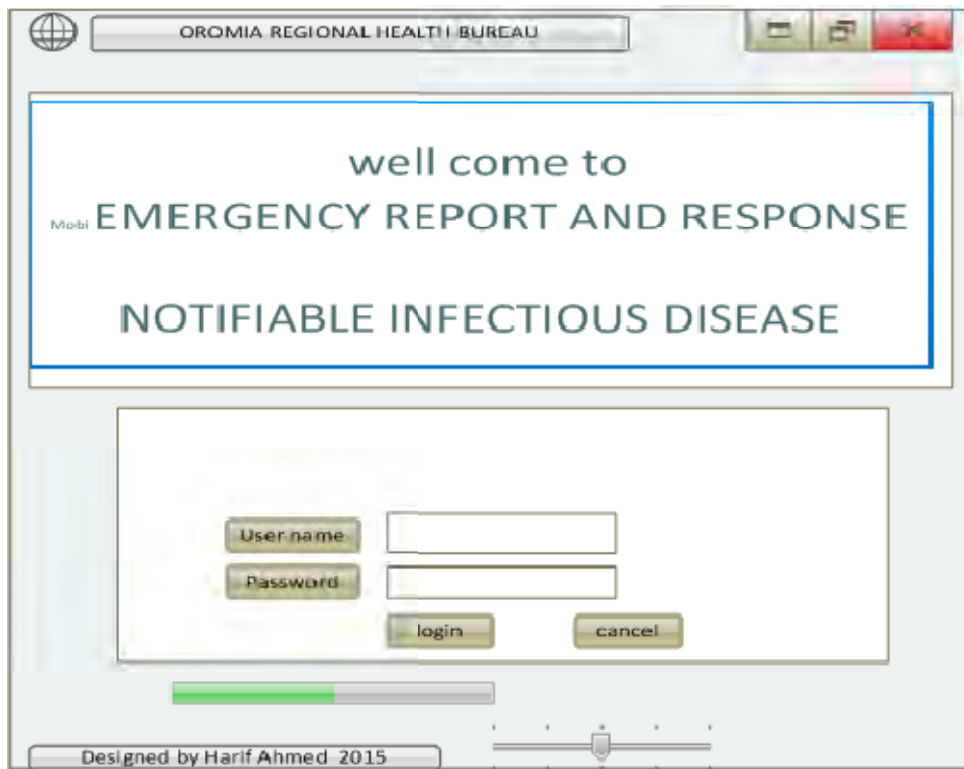 OROMIA REGIONAL HEALTH BUREAU
well come to
Mobi EMERGENCY REPORT AND RESPONSE
NOTIFIABLE INFECTIOUS DISEASE
User name
Password
login cancel
Designed by Harif Ahmed 2015